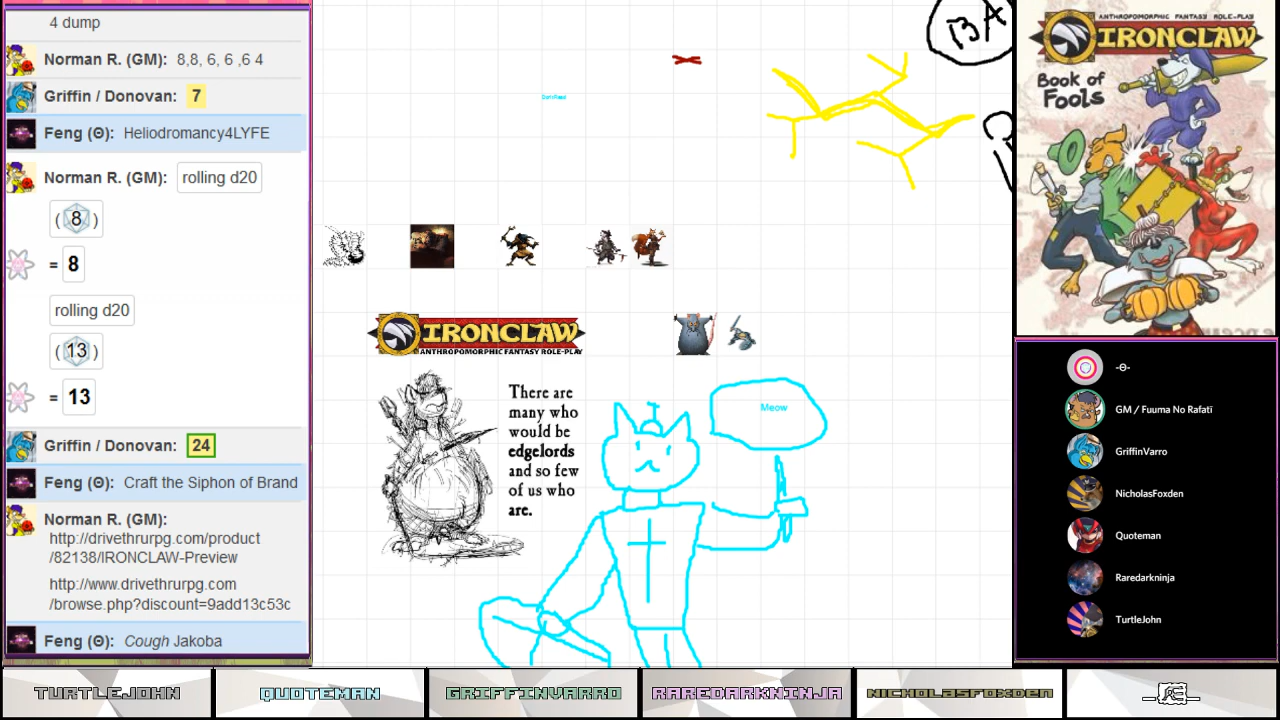 4 dump
Norman R. (GM): 8,8, 6, 6 ,6 4
Griffin / Donovan: 7
Feng (Θ): Heliodromancy4LYFE
Norman R. (GM): rolling d20
(8)
= 8
rolling d20
(13)
= 13
Griffin / Donovan: 24
Feng (Θ): Craft the Siphon of Brand
Norman R. (GM):
http://drivethrurpg.com/product
/82138/IRONCLAW-Preview
http://www.drivethrurpg.com
/browse.php?discount=9add13c53c
Feng (Θ): Cough Jakoba
BA
IRONCLAW
ANTHROPOMORPHIC FANTASY ROLE-PLAY
There are
many who
would be
edgelords
and so few
of us who
are.
Meow
ANTHROPOMORPHIC FANTASY ROLE-PLAY
IRONCLAW
Book of
Fools
-Θ-
GM / Fuuma No Rafatï
GriffinVarro
NicholasFoxden
Quoteman
Raredarkninja
TurtleJohn
TURTLEJOHN
QUOTEMAN
GRIFFINVARRO
RAREDARKNINJA
NICHOLASFOXDEN